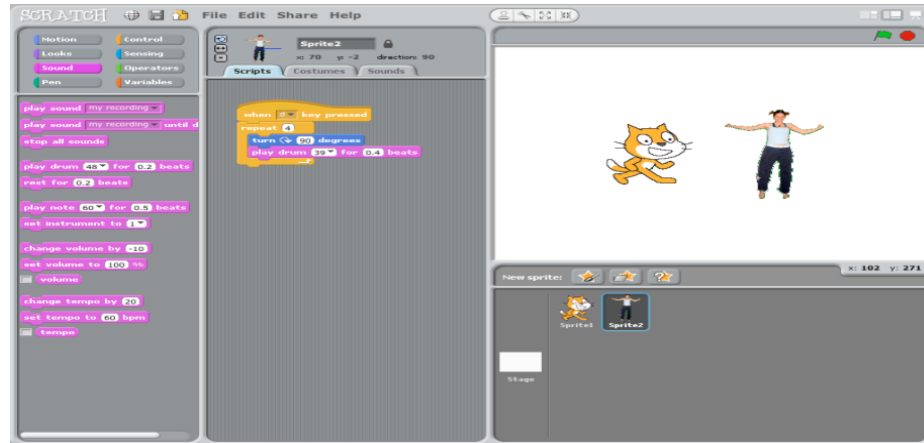 SCRATCH File Edit Share Help
Motion Control
Looks Sensing
Sound Operators
Pen Variables
Sprite2
x: 70 y: -2 direction: 90
Scripts Costumes Sounds
play sound my recording
play sound my recording until d
stop all sounds
play drum 48 for 0.2 beats
rest for 0.2 beats
play note 60 for 0.5 beats
set instrument to 1
change volume by -10
set volume to 100 %
volume
change tempo by 20
set tempo to 60 bpm
tempo
when d key pressed
repeat 4
turn 90 degrees
play drum 39 for 0.4 beats
x: 102 y: 271
New sprite:
Sprite1 Sprite2
Stage